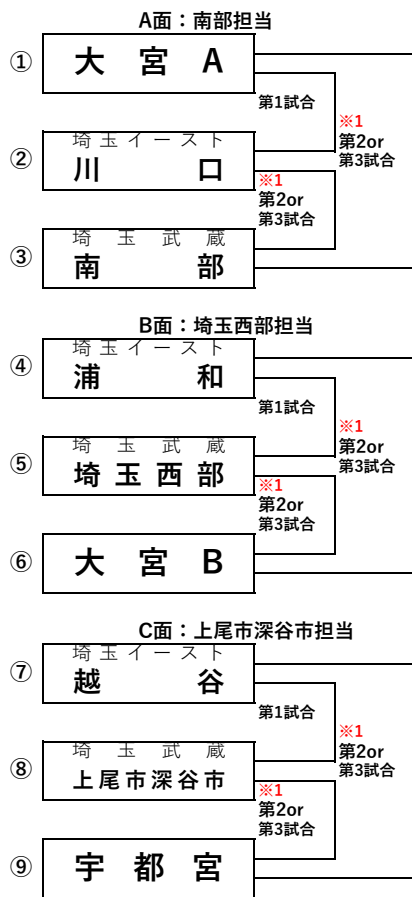 A面：南部担当
① 大宮A
第1試合
※1
第2or
第3試合
② 埼玉イースト
川口
※1
第2or
第3試合
③ 埼玉武蔵
南部
B面：埼玉西部担当
④ 埼玉イースト
浦和
第1試合
※1
第2or
第3試合
⑤ 埼玉武蔵
埼玉西部
※1
第2or
第3試合
⑥ 大宮B
C面：上尾市深谷市担当
⑦ 埼玉イースト
越谷
第1試合
※1
第2or
第3試合
⑧ 埼玉武蔵
上尾市深谷市
※1
第2or
第3試合
⑨ 宇都宮